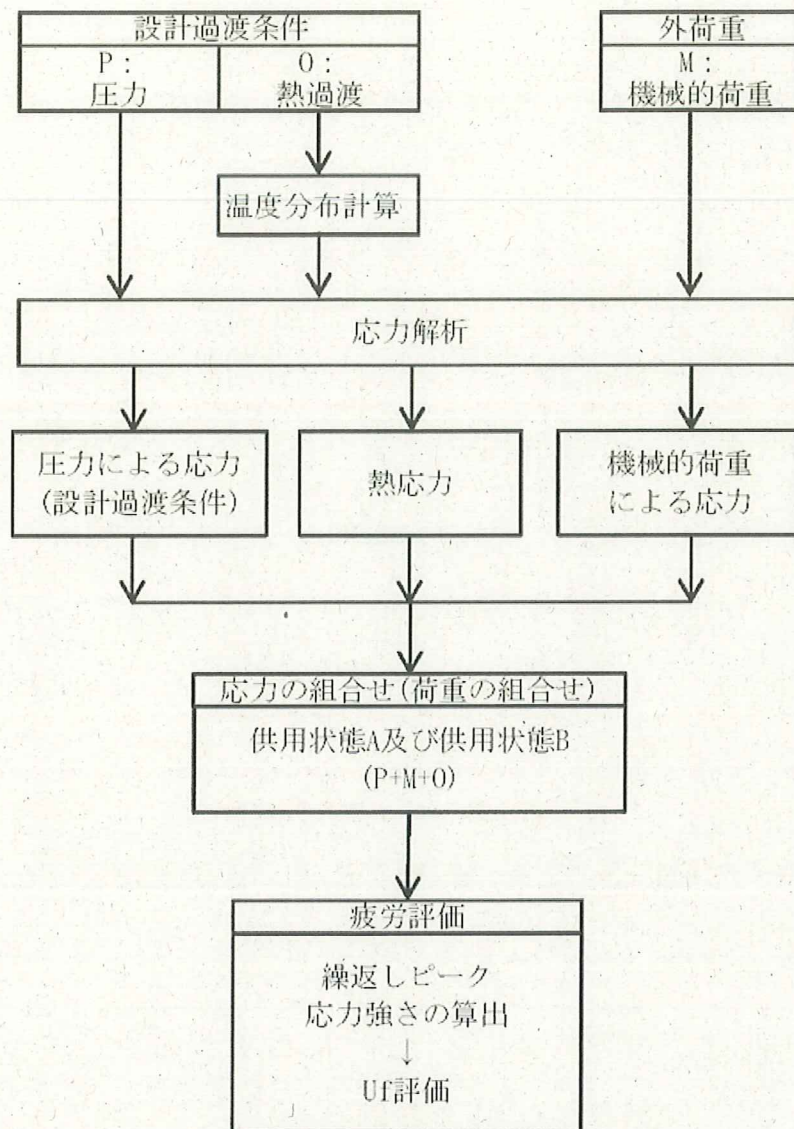 設計過渡条件
P:
圧力
O:
熱過渡
外荷重
M:
機械的荷重
温度分布計算
応力解析
圧力による応力
(設計過渡条件)
熱応力
機械的荷重
による応力
応力の組合せ(荷重の組合せ)
供用状態A及び供用状態B
(P+M+O)
疲労評価
繰返しピーク
応力強さの算出
↓
Uf評価